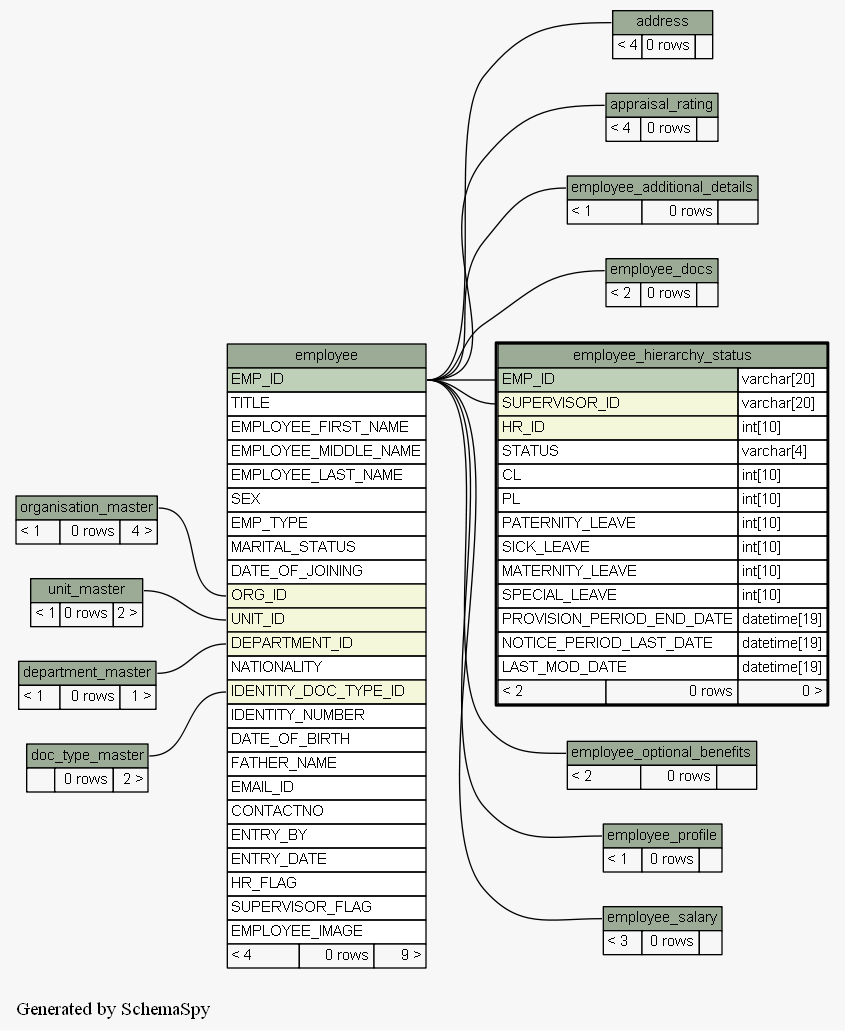 address
< 4 0 rows
appraisal_rating
< 4 0 rows
employee_additional_details
< 1 0 rows
employee_docs
< 2 0 rows
employee
EMP_ID
TITLE
EMPLOYEE_FIRST_NAME
EMPLOYEE_MIDDLE_NAME
EMPLOYEE_LAST_NAME
SEX
EMP_TYPE
MARITAL_STATUS
DATE_OF_JOINING
ORG_ID
UNIT_ID
DEPARTMENT_ID
NATIONALITY
IDENTITY_DOC_TYPE_ID
IDENTITY_NUMBER
DATE_OF_BIRTH
FATHER_NAME
EMAIL_ID
CONTACTNO
ENTRY_BY
ENTRY_DATE
HR_FLAG
SUPERVISOR_FLAG
EMPLOYEE_IMAGE
< 4 0 rows 9 >
employee_hierarchy_status
EMP_ID varchar[20]
SUPERVISOR_ID varchar[20]
HR_ID int[10]
STATUS varchar[4]
CL int[10]
PL int[10]
PATERNITY_LEAVE int[10]
SICK_LEAVE int[10]
MATERNITY_LEAVE int[10]
SPECIAL_LEAVE int[10]
PROVISION_PERIOD_END_DATE datetime[19]
NOTICE_PERIOD_LAST_DATE datetime[19]
LAST_MOD_DATE datetime[19]
< 2 0 rows 0 >
organisation_master
< 1 0 rows 4 >
unit_master
< 1 0 rows 2 >
department_master
< 1 0 rows 1 >
doc_type_master
0 rows 2 >
employee_optional_benefits
< 2 0 rows
employee_profile
< 1 0 rows
employee_salary
< 3 0 rows
Generated by SchemaSpy